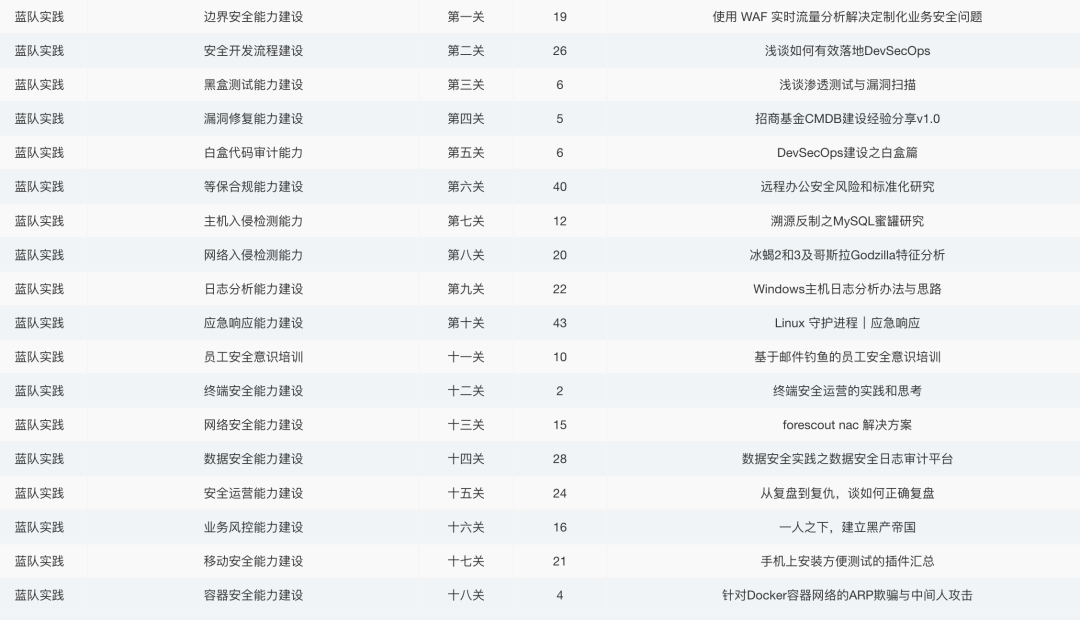 蓝队实践 边界安全能力建设 第一关 19 使用 WAF 实时流量分析解决定制化业务安全问题
蓝队实践 安全开发流程建设 第二关 26 浅谈如何有效落地DevSecOps
蓝队实践 黑盒测试能力建设 第三关 6 浅谈渗透测试与漏洞扫描
蓝队实践 漏洞修复能力建设 第四关 5 招商基金CMDB建设经验分享v1.0
蓝队实践 白盒代码审计能力 第五关 6 DevSecOps建设之白盒篇
蓝队实践 等保合规能力建设 第六关 40 远程办公安全风险和标准化研究
蓝队实践 主机入侵检测能力 第七关 12 溯源反制之MySQL蜜罐研究
蓝队实践 网络入侵检测能力 第八关 20 冰蝎2和3及哥斯拉Godzilla特征分析
蓝队实践 日志分析能力建设 第九关 22 Windows主机日志分析办法与思路
蓝队实践 应急响应能力建设 第十关 43 Linux 守护进程｜应急响应
蓝队实践 员工安全意识培训 十一关 10 基于邮件钓鱼的员工安全意识培训
蓝队实践 终端安全能力建设 十二关 2 终端安全运营的实践和思考
蓝队实践 网络安全能力建设 十三关 15 forescout nac 解决方案
蓝队实践 数据安全能力建设 十四关 28 数据安全实践之数据安全日志审计平台
蓝队实践 安全运营能力建设 十五关 24 从复盘到复仇，谈如何正确复盘
蓝队实践 业务风控能力建设 十六关 16 一人之下，建立黑产帝国
蓝队实践 移动安全能力建设 十七关 21 手机上安装方便测试的插件汇总
蓝队实践 容器安全能力建设 十八关 4 针对Docker容器网络的ARP欺骗与中间人攻击